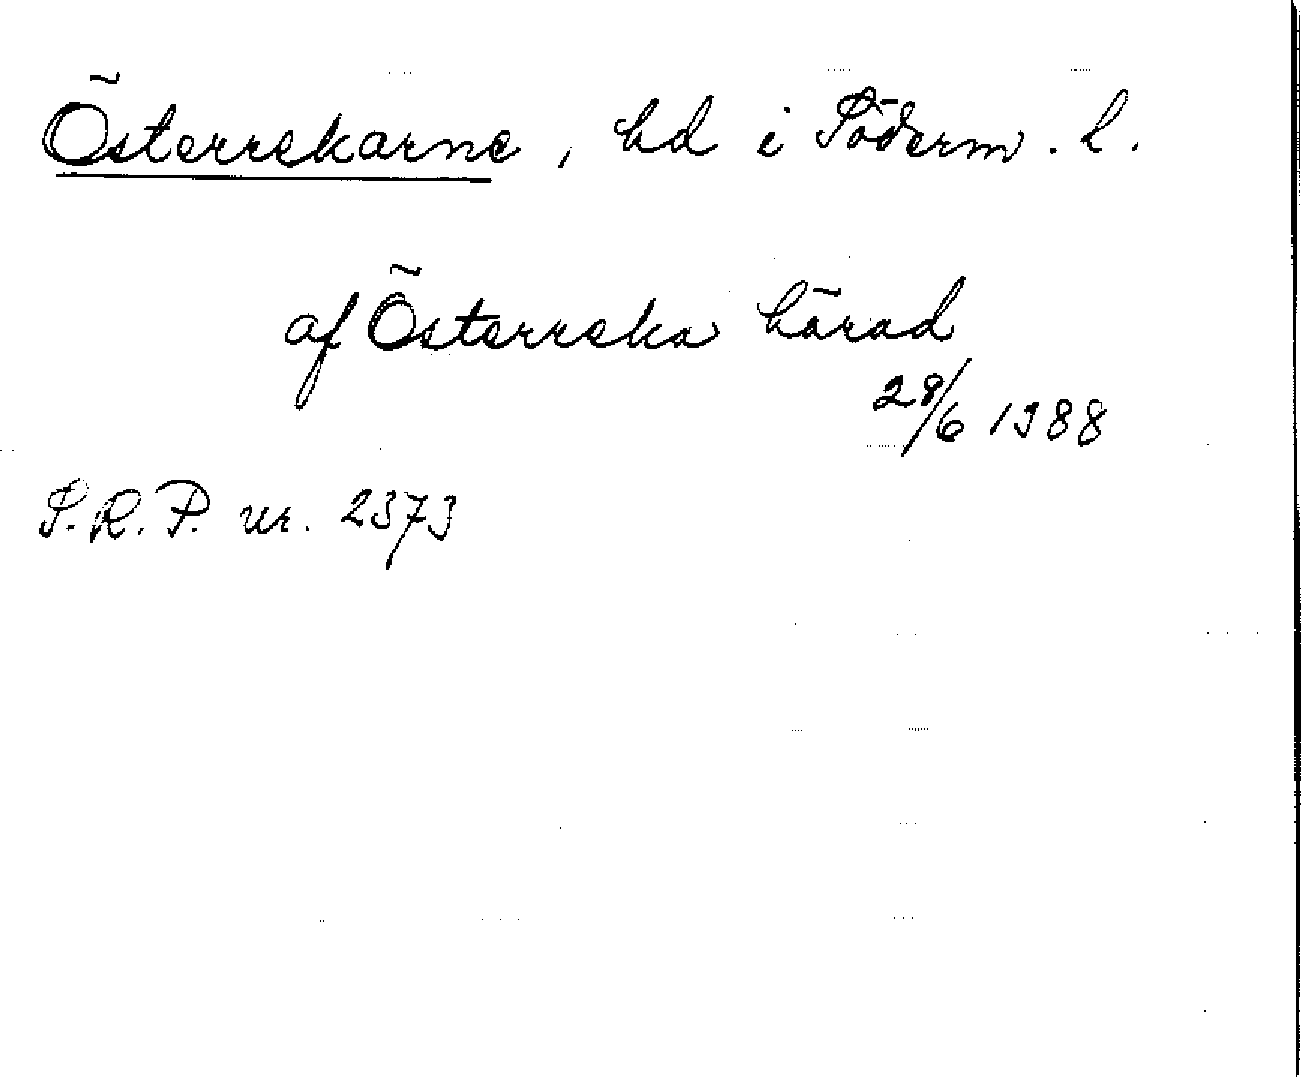 Österrekarne, hd i Söderm. l.
af Österreka härad
28/6 1388
S.R.P. nr. 2373